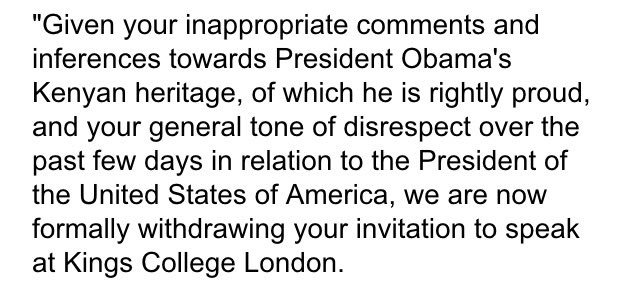 "Given your inappropriate comments and
inferences towards President Obama's
Kenyan heritage, of which he is rightly proud,
and your general tone of disrespect over the
past few days in relation to the President of
the United States of America, we are now
formally withdrawing your invitation to speak
at Kings College London.